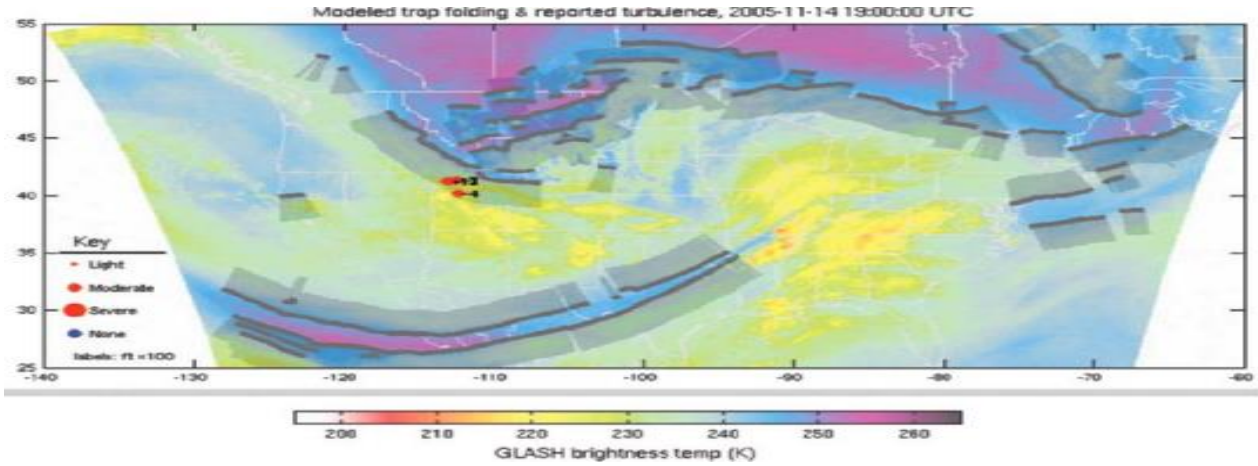 Modeled trop folding & reported turbulence, 2005-11-14 19:00:00 UTC
55
50
45
40
35
30
25
Key
Light
Moderate
Severe
None
labels: ft ×100
-140 -130 -120 -110 -100 -90 -80 -70 -60
200 210 220 230 240 250 260
GLASH brightness temp (K)